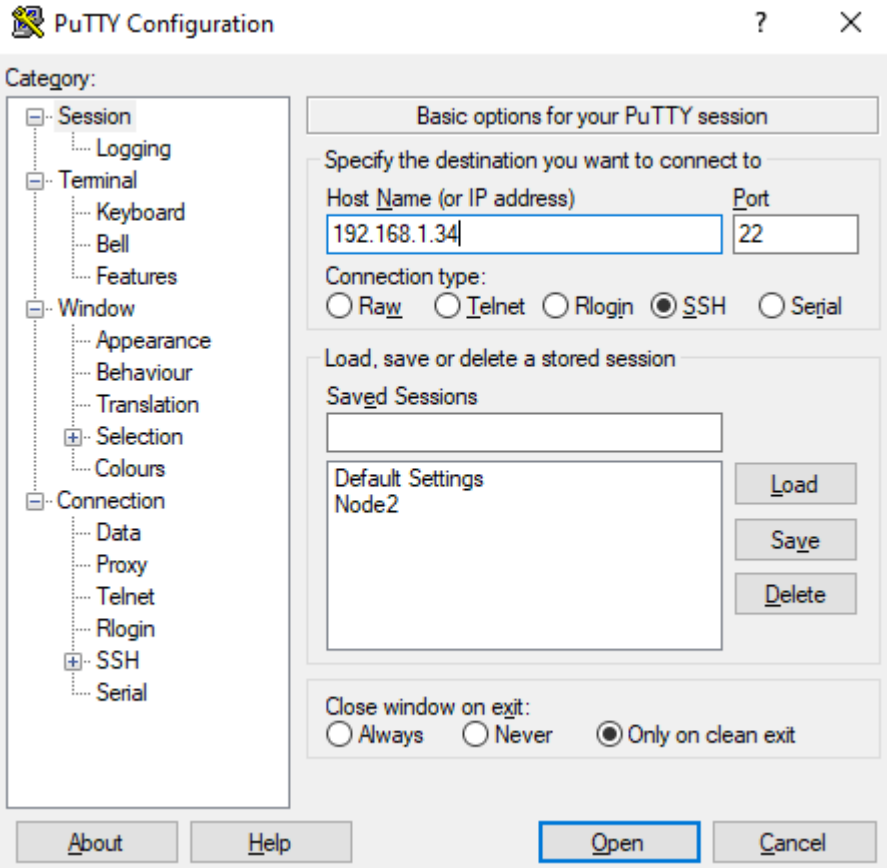 PuTTY Configuration ?
Category:
Session
Logging
Terminal
Keyboard
Bell
Features
Window
Appearance
Behaviour
Translation
Selection
Colours
Connection
Data
Proxy
Telnet
Rlogin
SSH
Serial
Basic options for your PuTTY session
Specify the destination you want to connect to
Host Name (or IP address) Port
192.168.1.34 22
Connection type:
Raw Telnet Rlogin SSH Serial
Load, save or delete a stored session
Saved Sessions
Default Settings
Node2
Load
Save
Delete
Close window on exit:
Always Never Only on clean exit
About Help Open Cancel